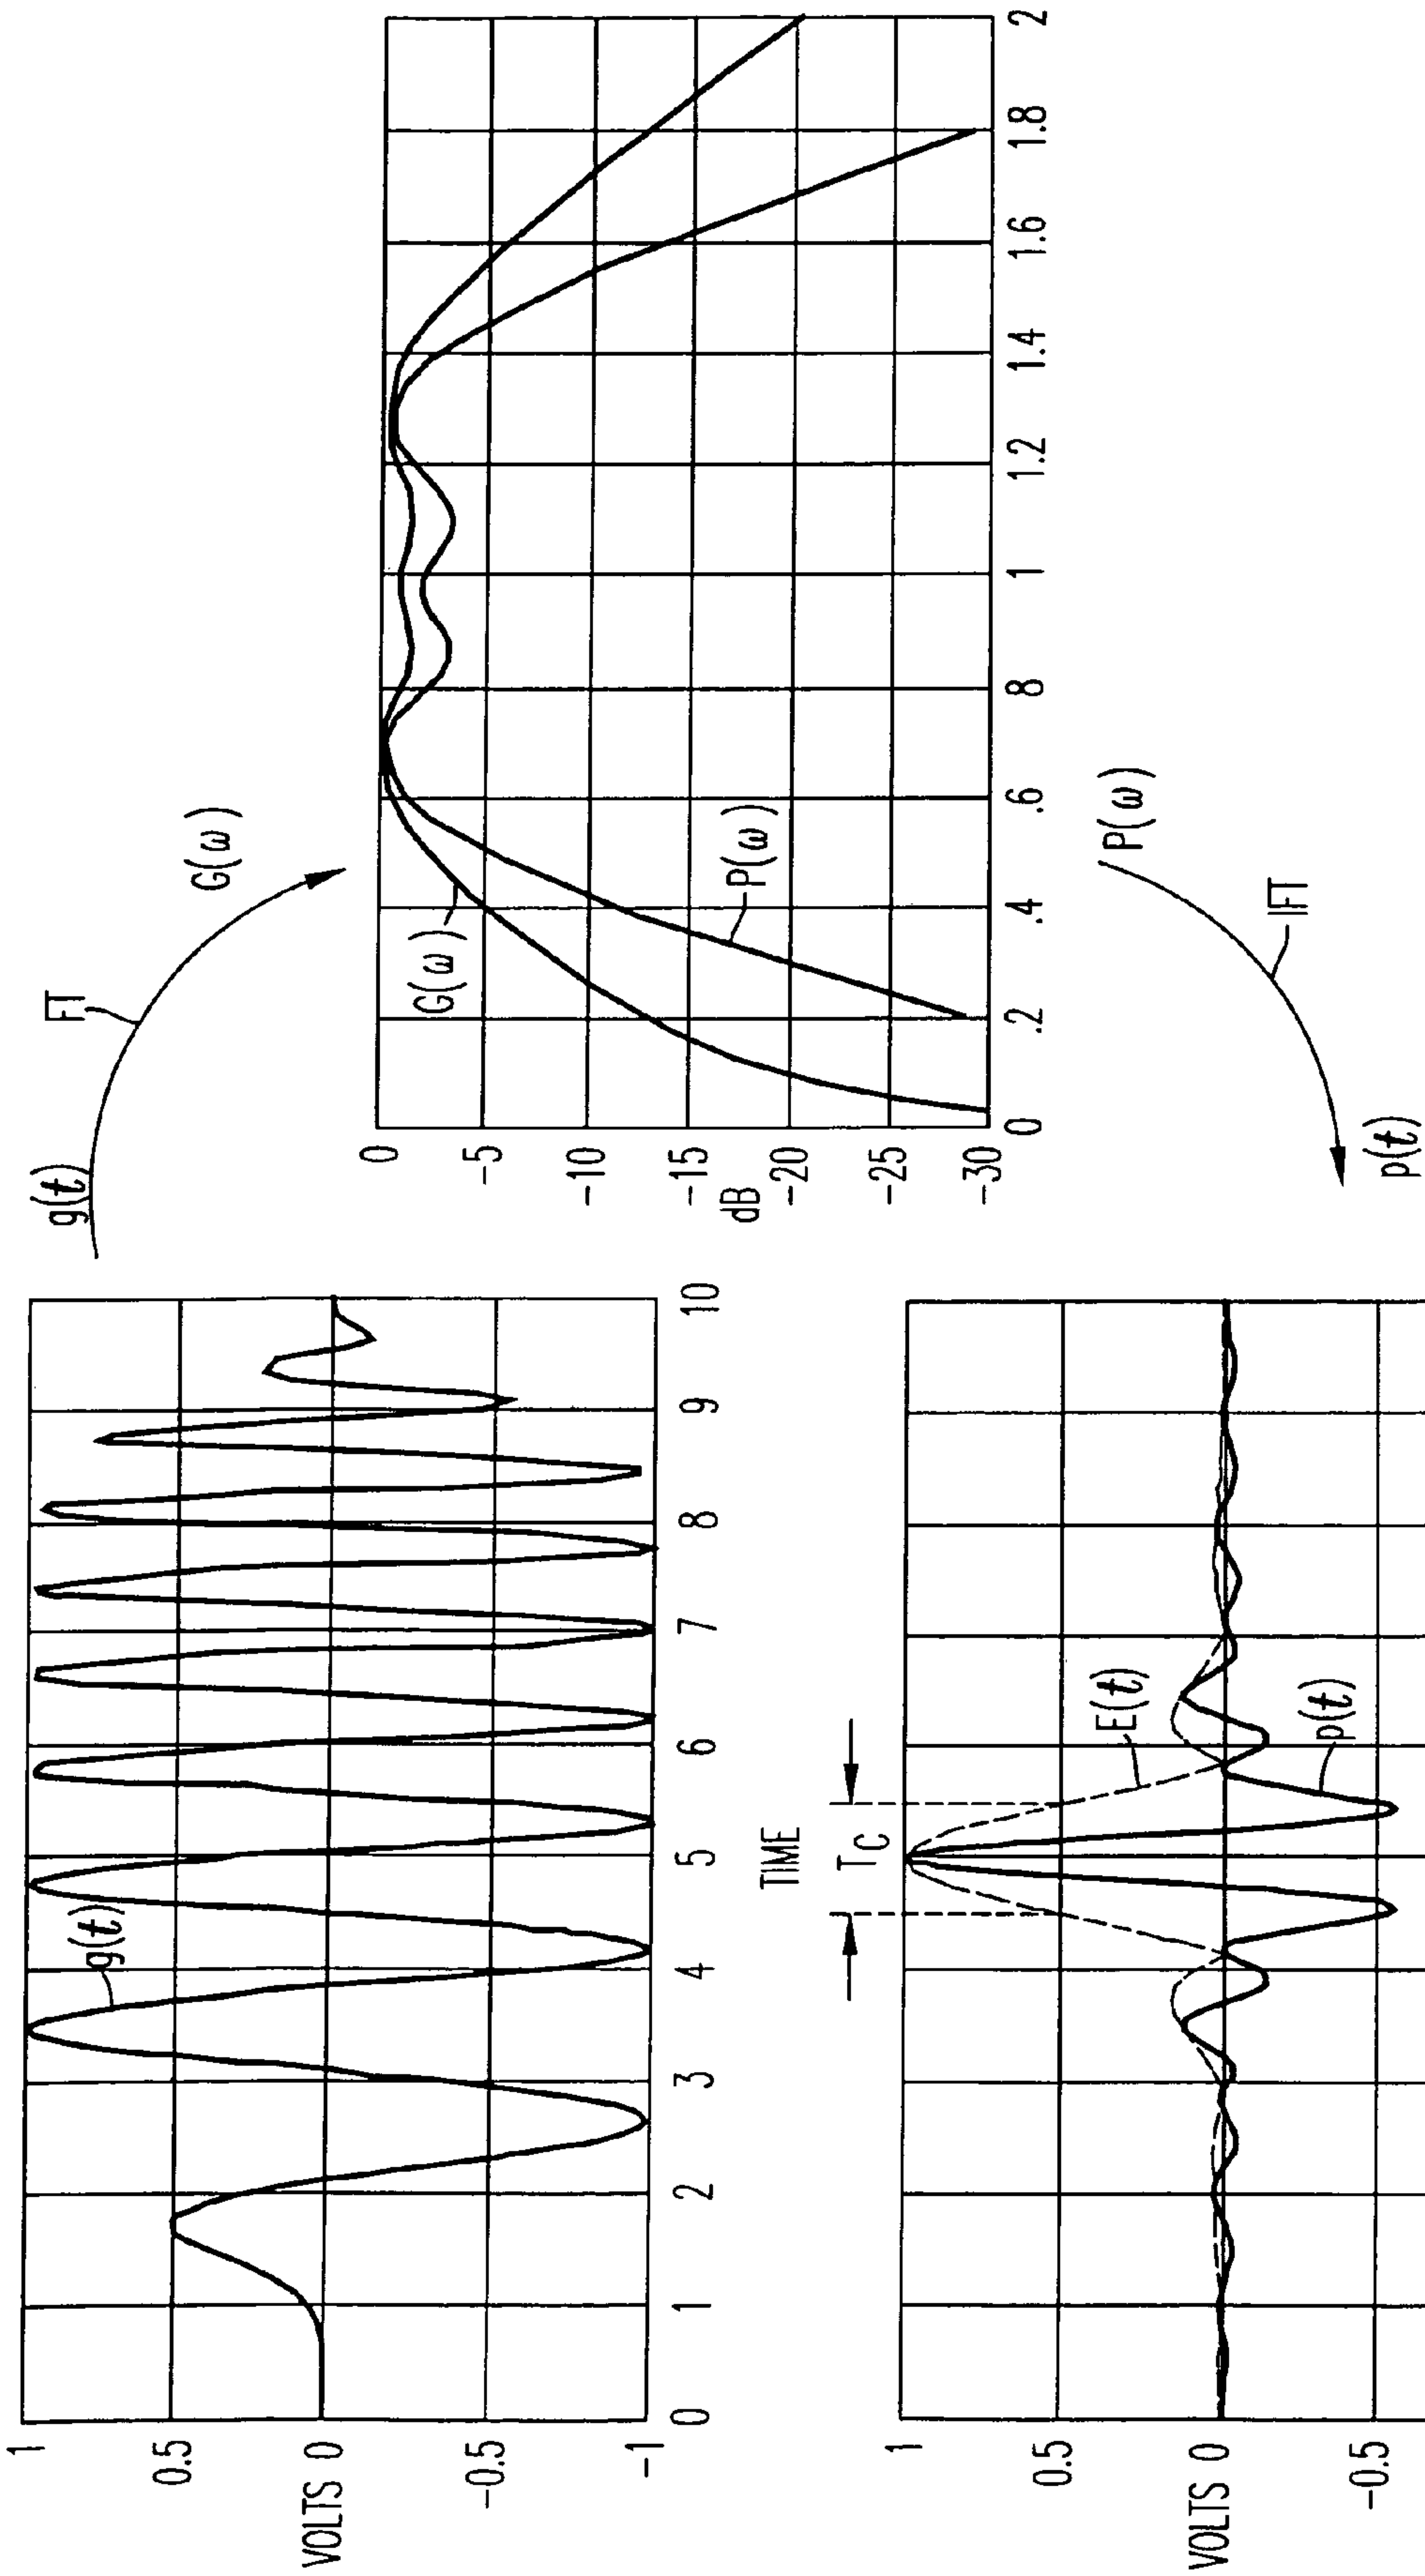 1
0.5
VOLTS 0
-0.5
-1
0 1 2 3 4 5 6 7 8 9 10
g(t)
TIME
g(t)
FT
G(ω)
0
-5
-10
-15
dB
-20
-25
-30
0 .2 .4 .6 .8 1 1.2 1.4 1.6 1.8 2
G(ω)
P(ω)
P(ω)
IFT
p(t)
1
0.5
VOLTS 0
-0.5
TC
E(t)
p(t)